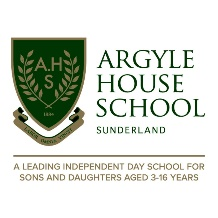 A.H
S
1884
ARGYLE
HOUSE
SCHOOL
SUNDERLAND
A LEADING INDEPENDENT DAY SCHOOL FOR
SONS AND DAUGHTERS AGED 3-16 YEARS